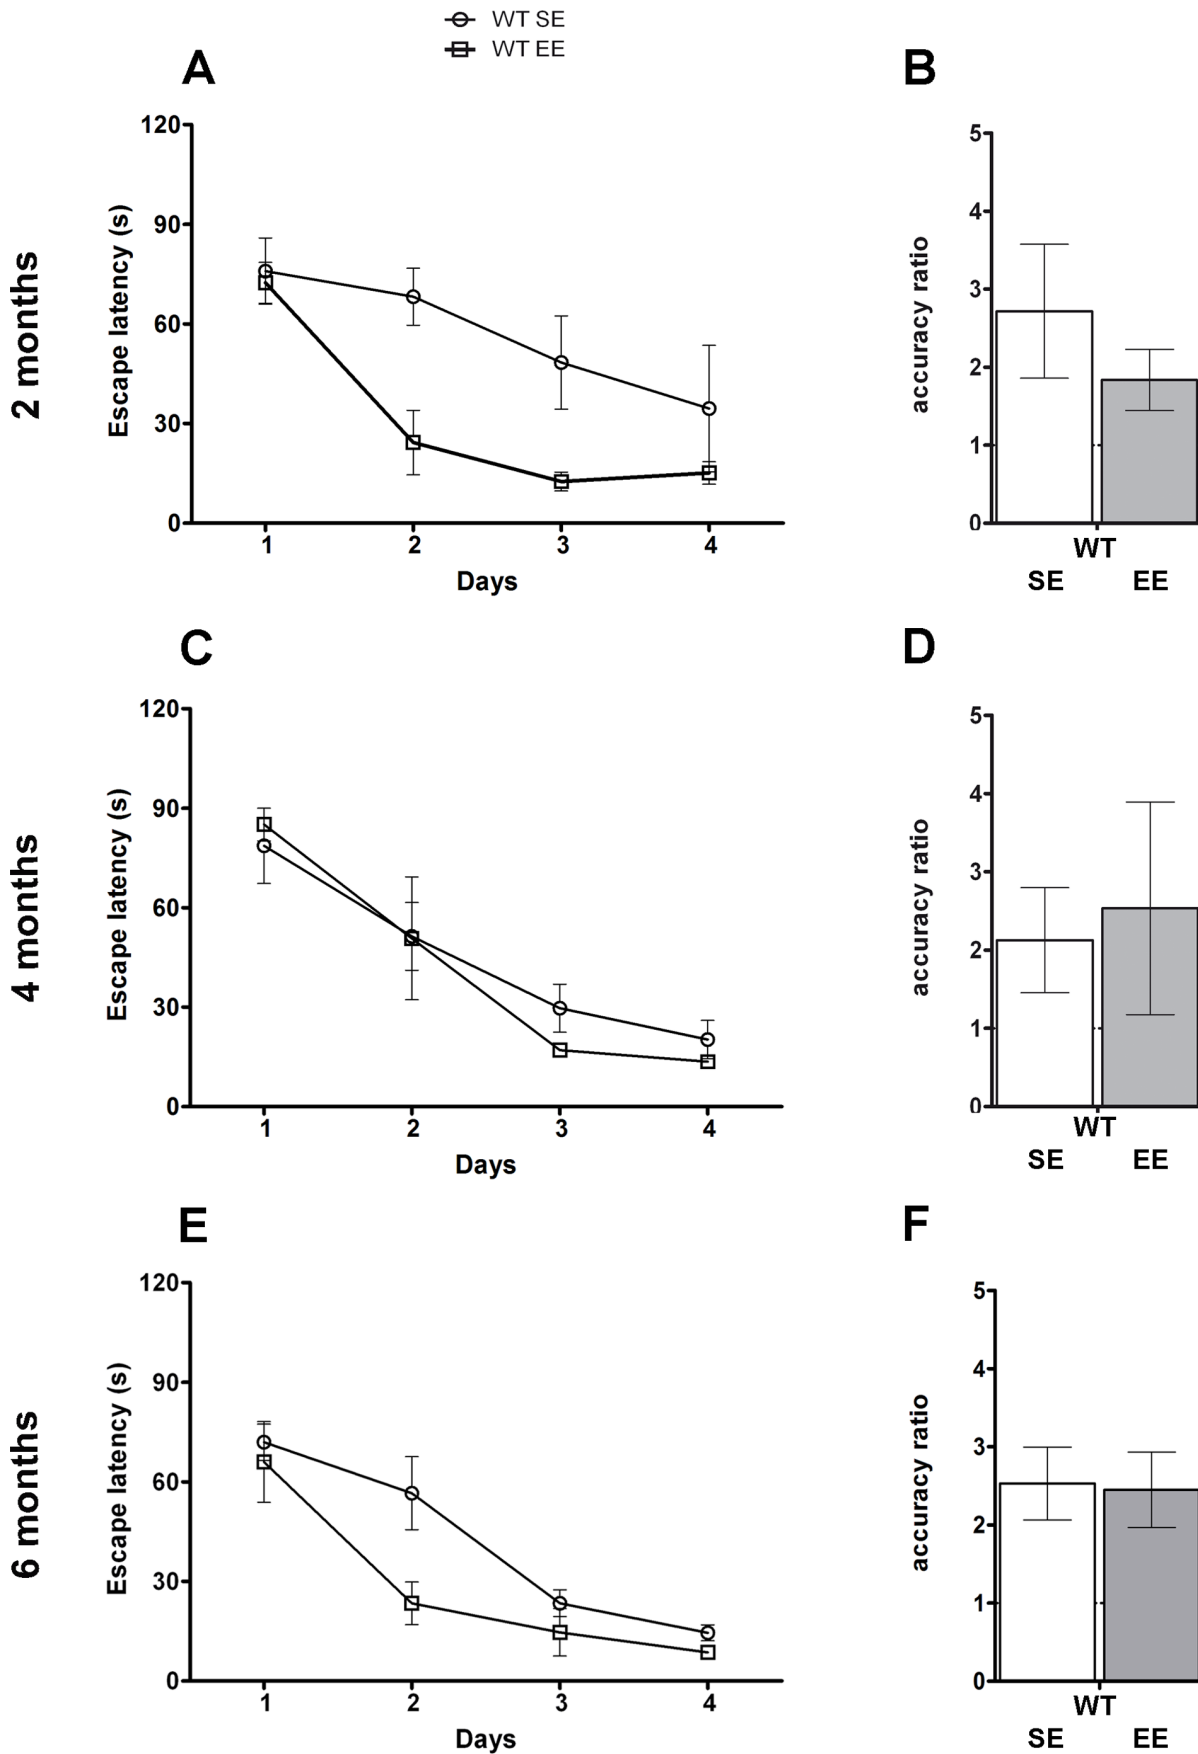 WT SE
WT EE
A
B
2 months
Escape latency (s)
120
90
60
30
0
1 2 3 4
Days
accuracy ratio
5
4
3
2
1
0
WT
SE EE
C
D
4 months
Escape latency (s)
120
90
60
30
0
1 2 3 4
Days
accuracy ratio
5
4
3
2
1
0
WT
SE EE
E
F
6 months
Escape latency (s)
120
90
60
30
0
1 2 3 4
Days
accuracy ratio
5
4
3
2
1
0
WT
SE EE